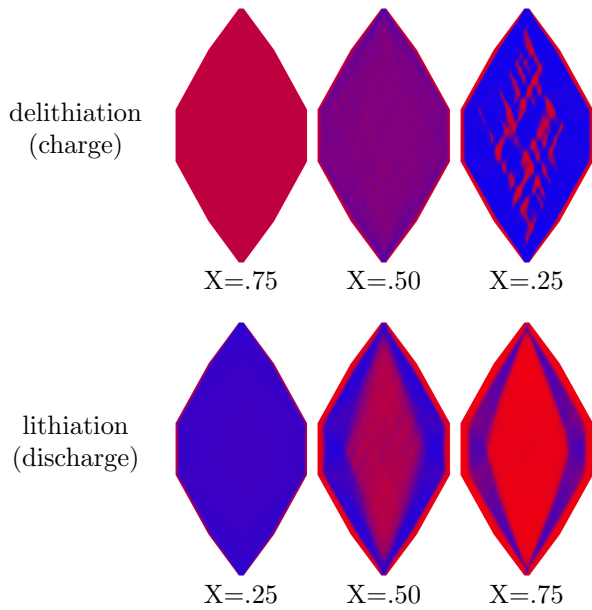 delithiation
(charge)
X=.75
X=.50
X=.25
lithiation
(discharge)
X=.25
X=.50
X=.75